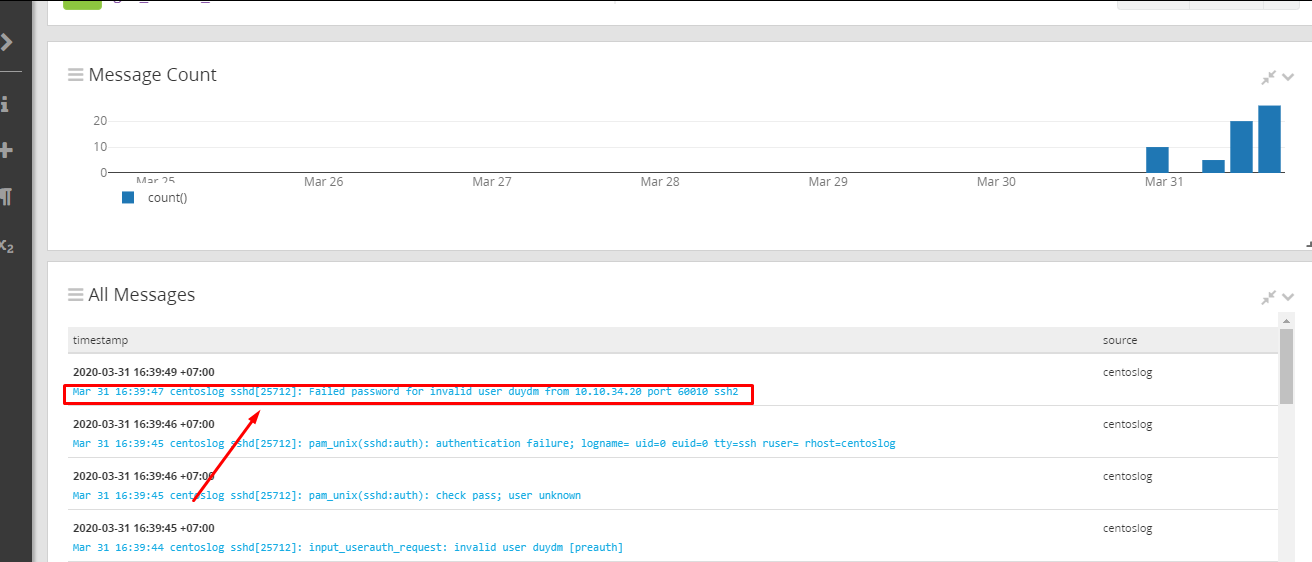 Message Count
20
10
0
Mar 25 Mar 26 Mar 27 Mar 28 Mar 29 Mar 30 Mar 31
count()
All Messages
timestamp source
2020-03-31 16:39:49 +07:00 centoslog
Mar 31 16:39:47 centoslog sshd[25712]: Failed password for invalid user duydm from 10.10.34.20 port 60010 ssh2
2020-03-31 16:39:46 +07:00 centoslog
Mar 31 16:39:45 centoslog sshd[25712]: pam_unix(sshd:auth): authentication failure; logname= uid=0 euid=0 tty=ssh ruser= rhost=centoslog
2020-03-31 16:39:46 +07:00 centoslog
Mar 31 16:39:45 centoslog sshd[25712]: pam_unix(sshd:auth): check pass; user unknown
2020-03-31 16:39:45 +07:00 centoslog
Mar 31 16:39:44 centoslog sshd[25712]: input_userauth_request: invalid user duydm [preauth]